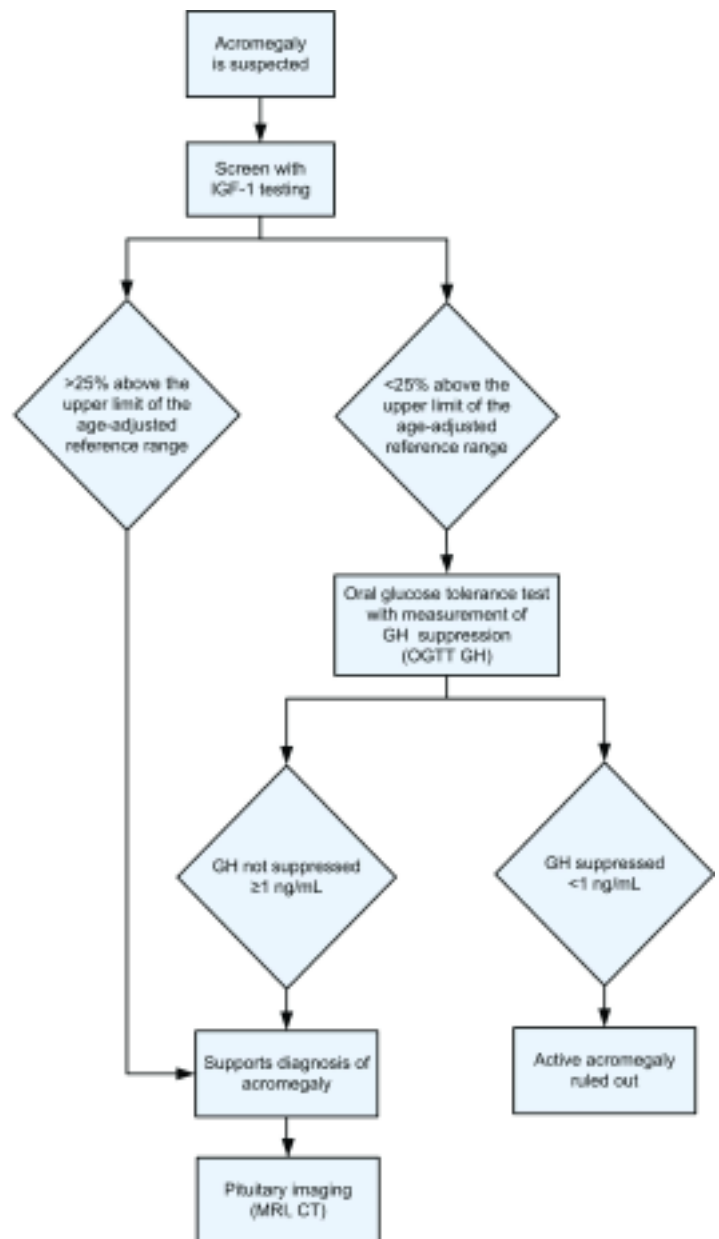 Acromegaly
is suspected
Screen with
IGF-1 testing
>25% above the
upper limit of the
age-adjusted
reference range
<25% above the
upper limit of the
age-adjusted
reference range
Oral glucose tolerance test
with measurement of
GH suppression
(OGTT GH)
GH not suppressed
≥1 ng/mL
GH suppressed
<1 ng/mL
Supports diagnosis of
acromegaly
Active acromegaly
ruled out
Pituitary imaging
(MRI, CT)